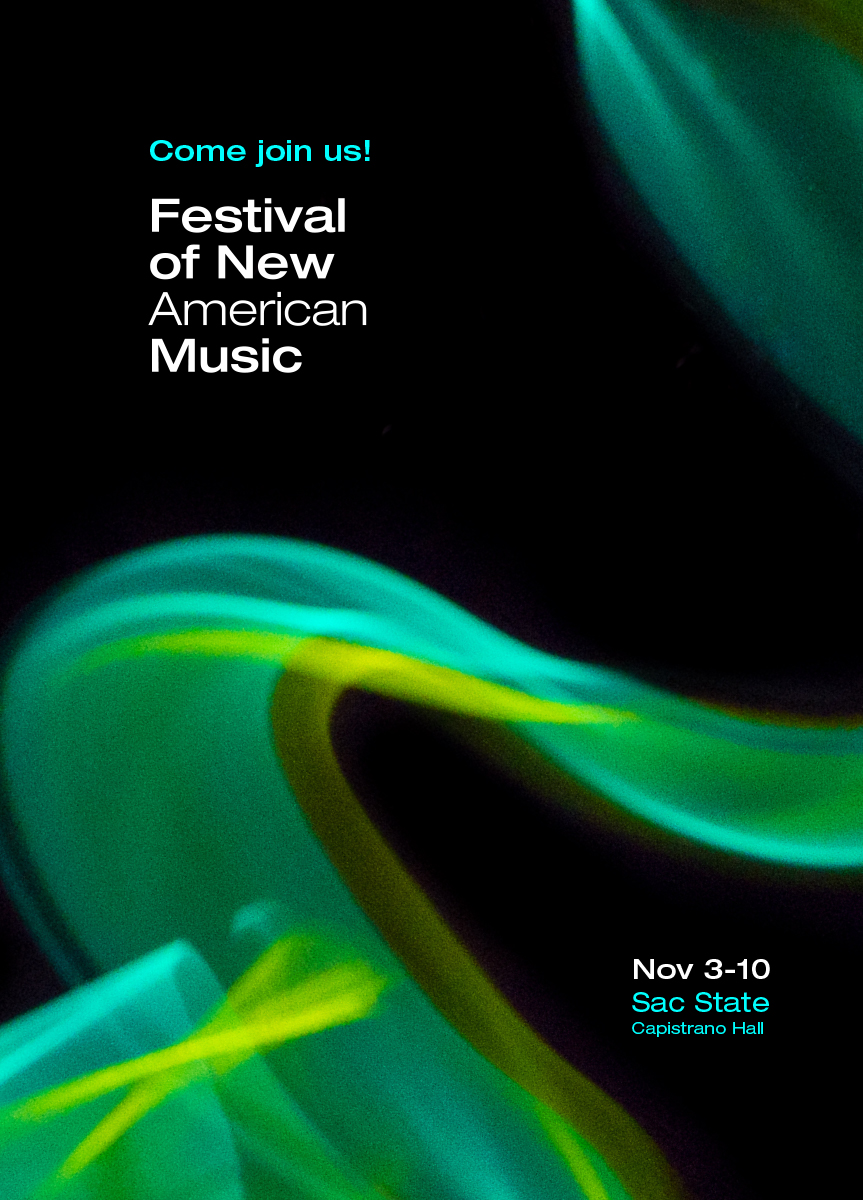 Come join us!
Festival
of New
American
Music
Nov 3-10
Sac State
Capistrano Hall